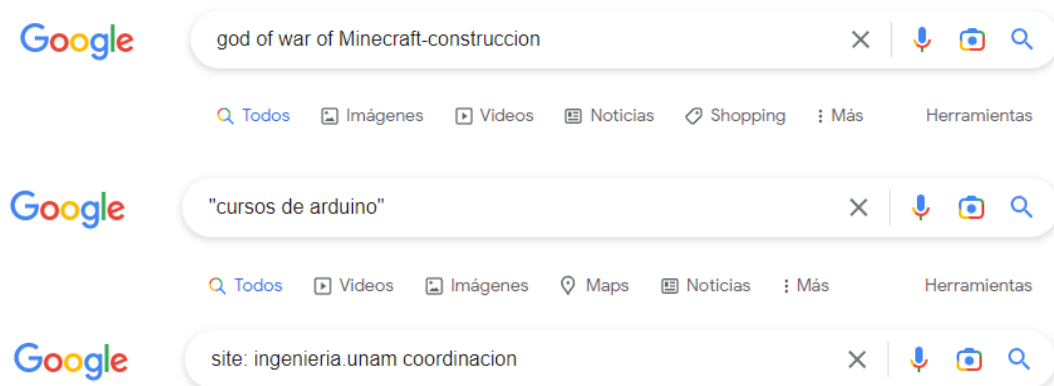 Google god of war of Minecraft-construccion
Todos Imágenes Videos Noticias Shopping Más Herramientas
Google "cursos de arduino"
Todos Videos Imágenes Maps Noticias Más Herramientas
Google site: ingenieria.unam coordinacion